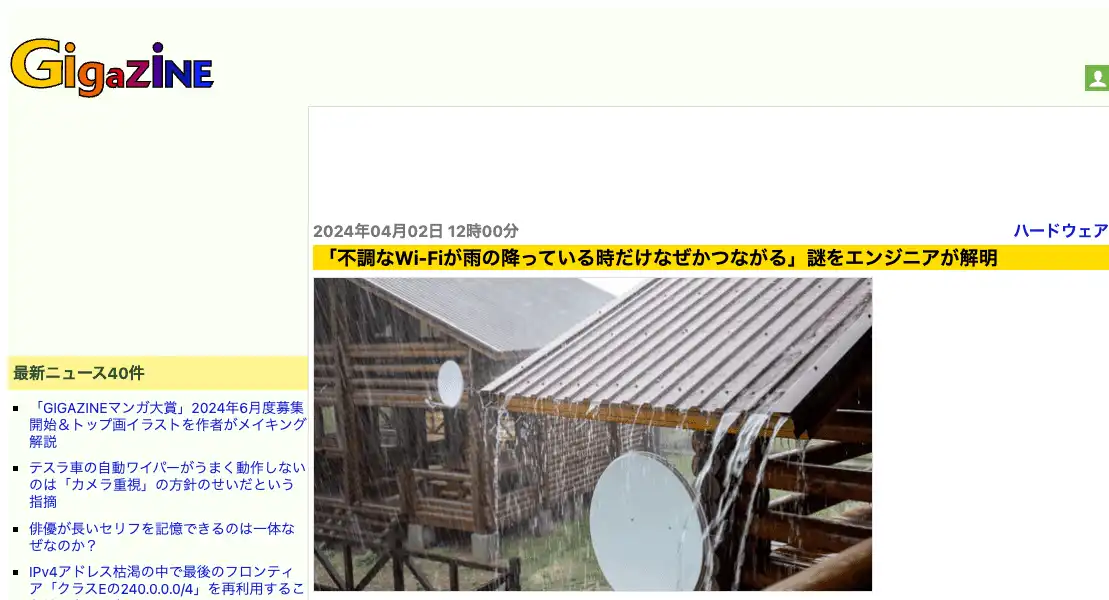 GigaZiNE
2024年04月02日 12時00分
ハードウェア
「不調なWi-Fiが雨の降っている時だけなぜかつながる」謎をエンジニアが解明
最新ニュース40件
「GIGAZINEマンガ大賞」2024年6月度募集
開始＆トップ画イラストを作者がメイキング
解説
テスラ車の自動ワイパーがうまく動作しない
のは「カメラ重視」の方針のせいだという
指摘
俳優が長いセリフを記憶できるのは一体な
ぜなのか？
IPv4アドレス枯渇の中で最後のフロンティ
ア「クラスEの240.0.0.0/4」を再利用するこ